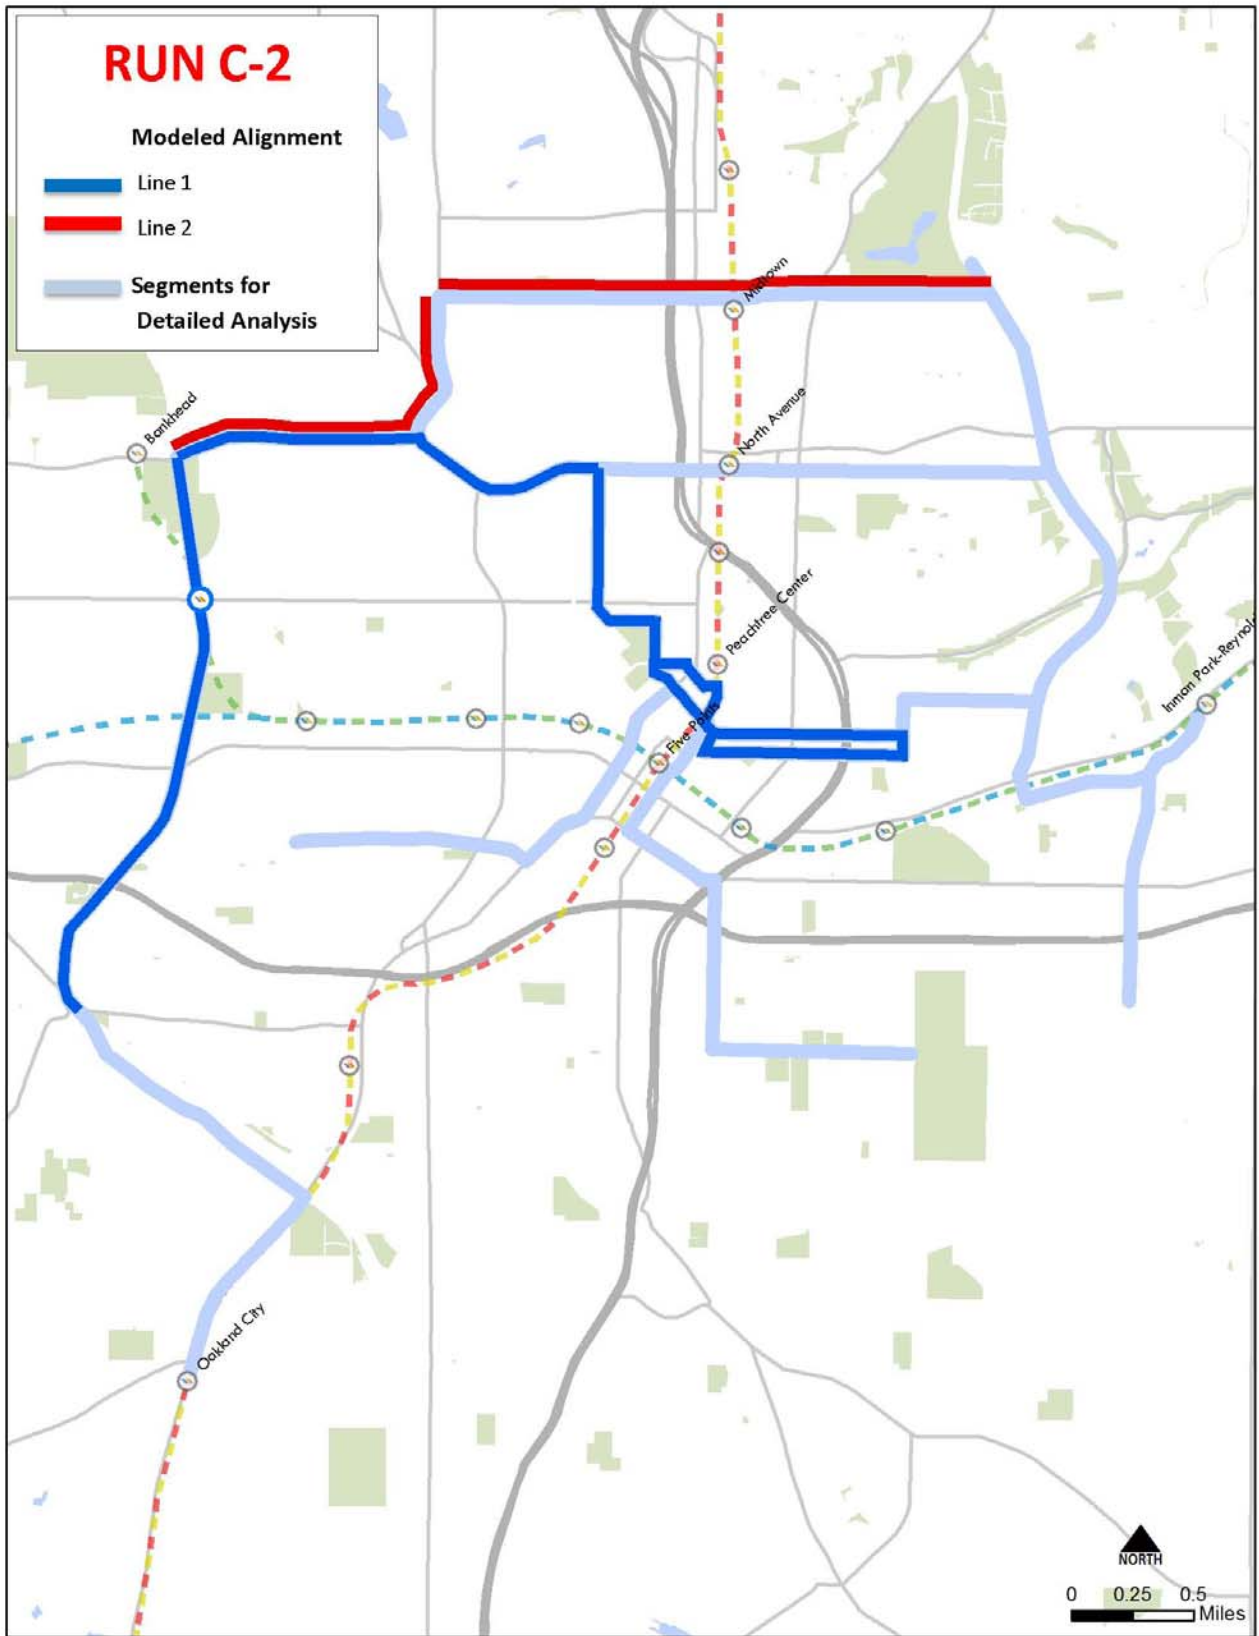 RUN C-2
Modeled Alignment
Line 1
Line 2
Segments for
Detailed Analysis
Midtown
Bankhead
North Avenue
Peachtree Center
Inman Park-Reynol
Five Points
Oakland City
NORTH
0 0.25 0.5
Miles